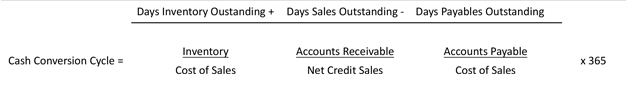 Days Inventory Oustanding + Days Sales Outstanding - Days Payables Outstanding
Inventory Accounts Receivable Accounts Payable
Cash Conversion Cycle = x 365
Cost of Sales Net Credit Sales Cost of Sales